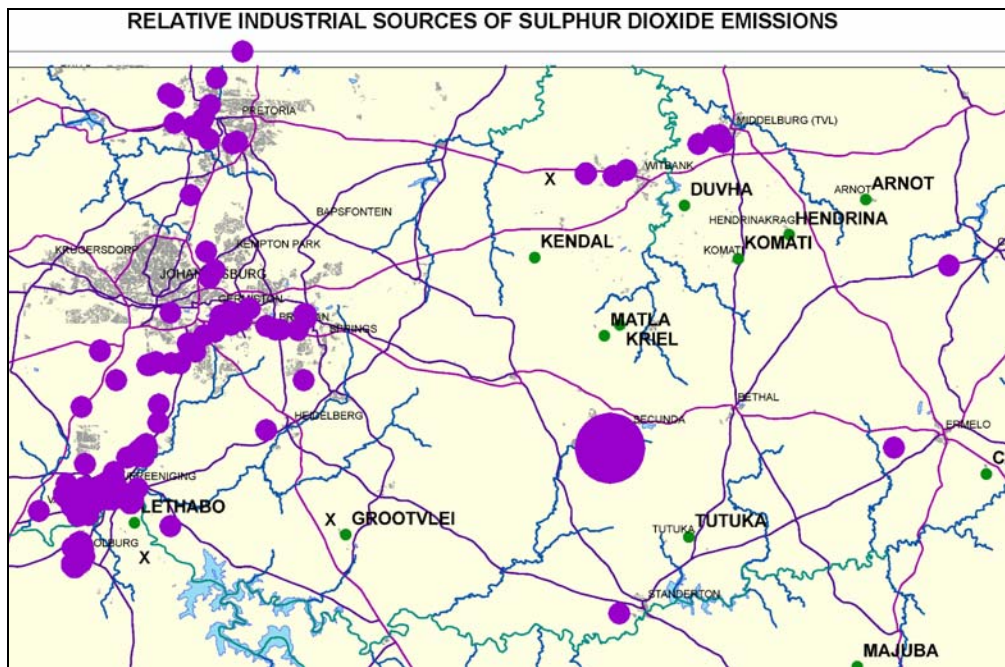 RELATIVE INDUSTRIAL SOURCES OF SULPHUR DIOXIDE EMISSIONS
PRETORIA
MIDDELBURG (TVL)
WITBANK
X
DUVHA
ARNOT
ARNOT
BAPSFONTEIN
HENDRINAKRAG
HENDRINA
KRUGERSDORP
KEMPTON PARK
KENDAL
KOMATI
KOMATI
JOHANNESBURG
GERMISTON
SPRINGS
MATLA
KRIEL
BETHAL
HEIDELBERG
SECUNDA
ERMELO
C
VEREENIGING
LETHABO
X
GROOTVLEI
TUTUKA
TUTUKA
OLBURG
X
STANDERTON
MAJUBA